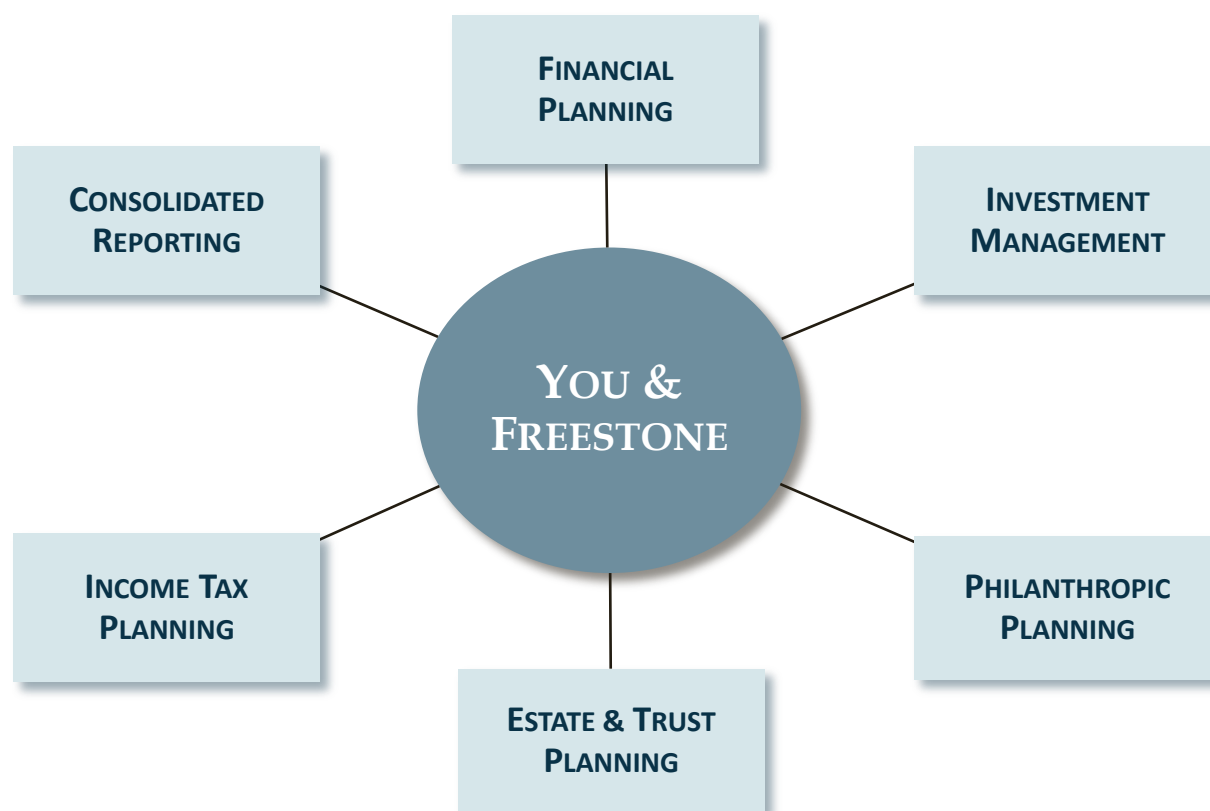 FINANCIAL
PLANNING
CONSOLIDATED
REPORTING
INVESTMENT
MANAGEMENT
YOU &
FREESTONE
INCOME TAX
PLANNING
PHILANTHROPIC
PLANNING
ESTATE & TRUST
PLANNING